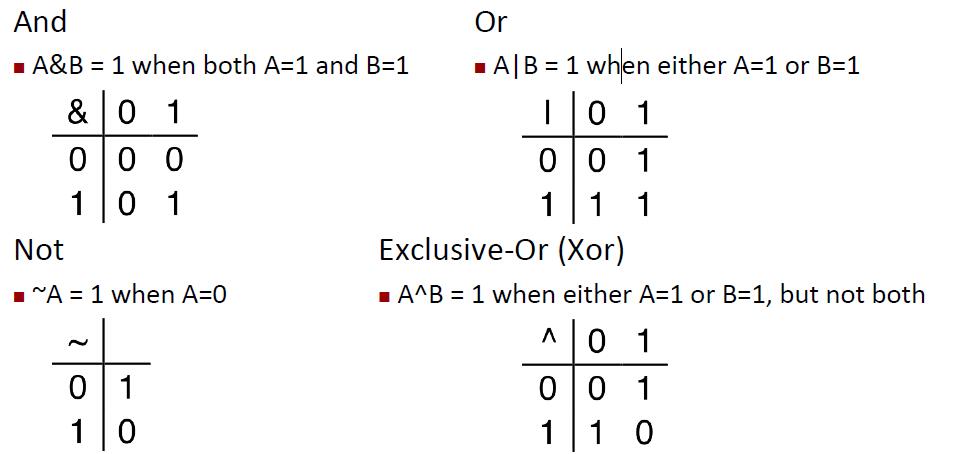 And
▪ A&B = 1 when both A=1 and B=1
& 0 1
0 0 0
1 0 1
Or
▪ A|B = 1 when either A=1 or B=1
| 0 1
0 0 1
1 1 1
Not
▪ ~A = 1 when A=0
~
0 1
1 0
Exclusive-Or (Xor)
▪ A^B = 1 when either A=1 or B=1, but not both
^ 0 1
0 0 1
1 1 0